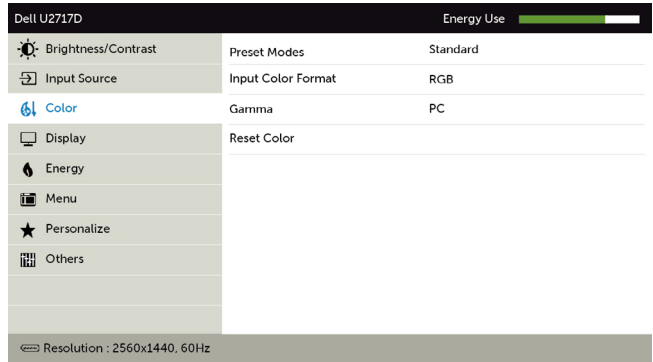 Dell U2717D Energy Use
Brightness/Contrast Preset Modes Standard
Input Source Input Color Format RGB
Color Gamma PC
Display Reset Color
Energy
Menu
Personalize
Others
Resolution : 2560x1440, 60Hz